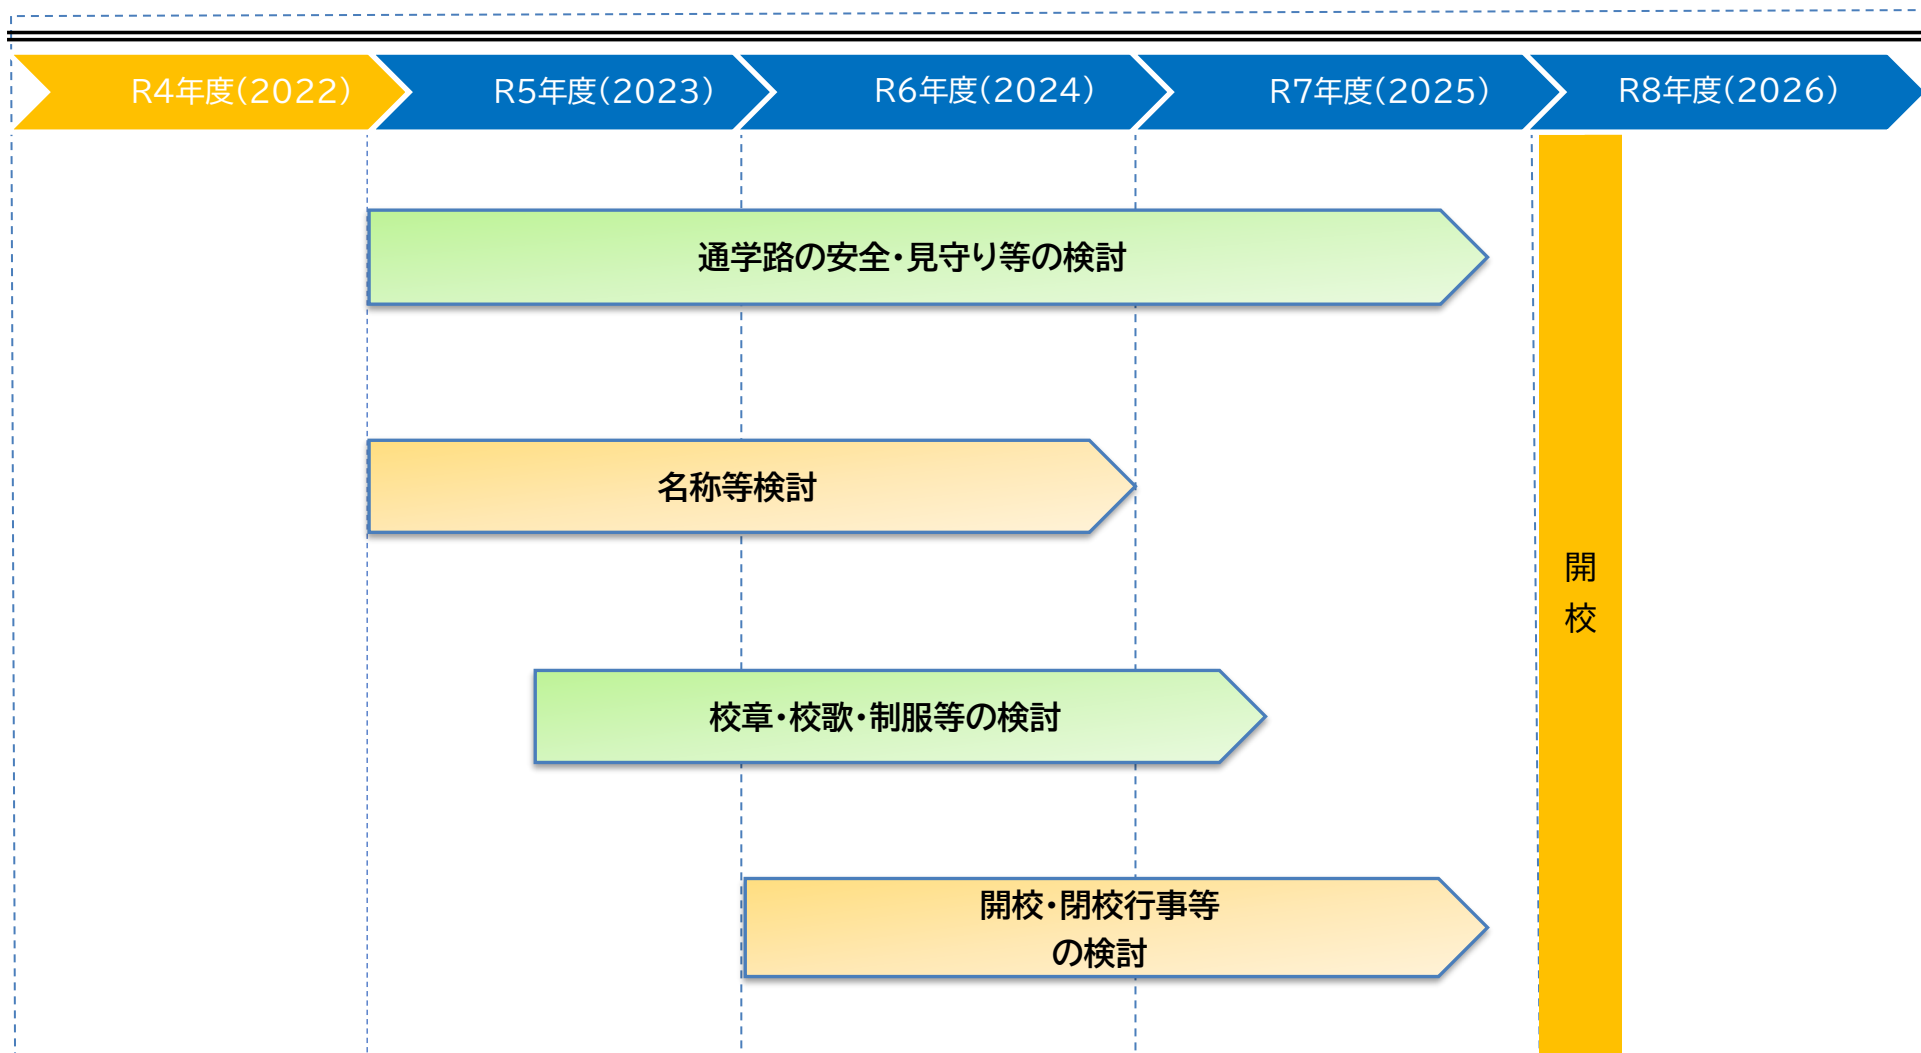 R4年度(2022)
R5年度(2023)
R6年度(2024)
R7年度(2025)
R8年度(2026)
通学路の安全・見守り等の検討
名称等検討
開
校
校章・校歌・制服等の検討
開校・閉校行事等
の検討